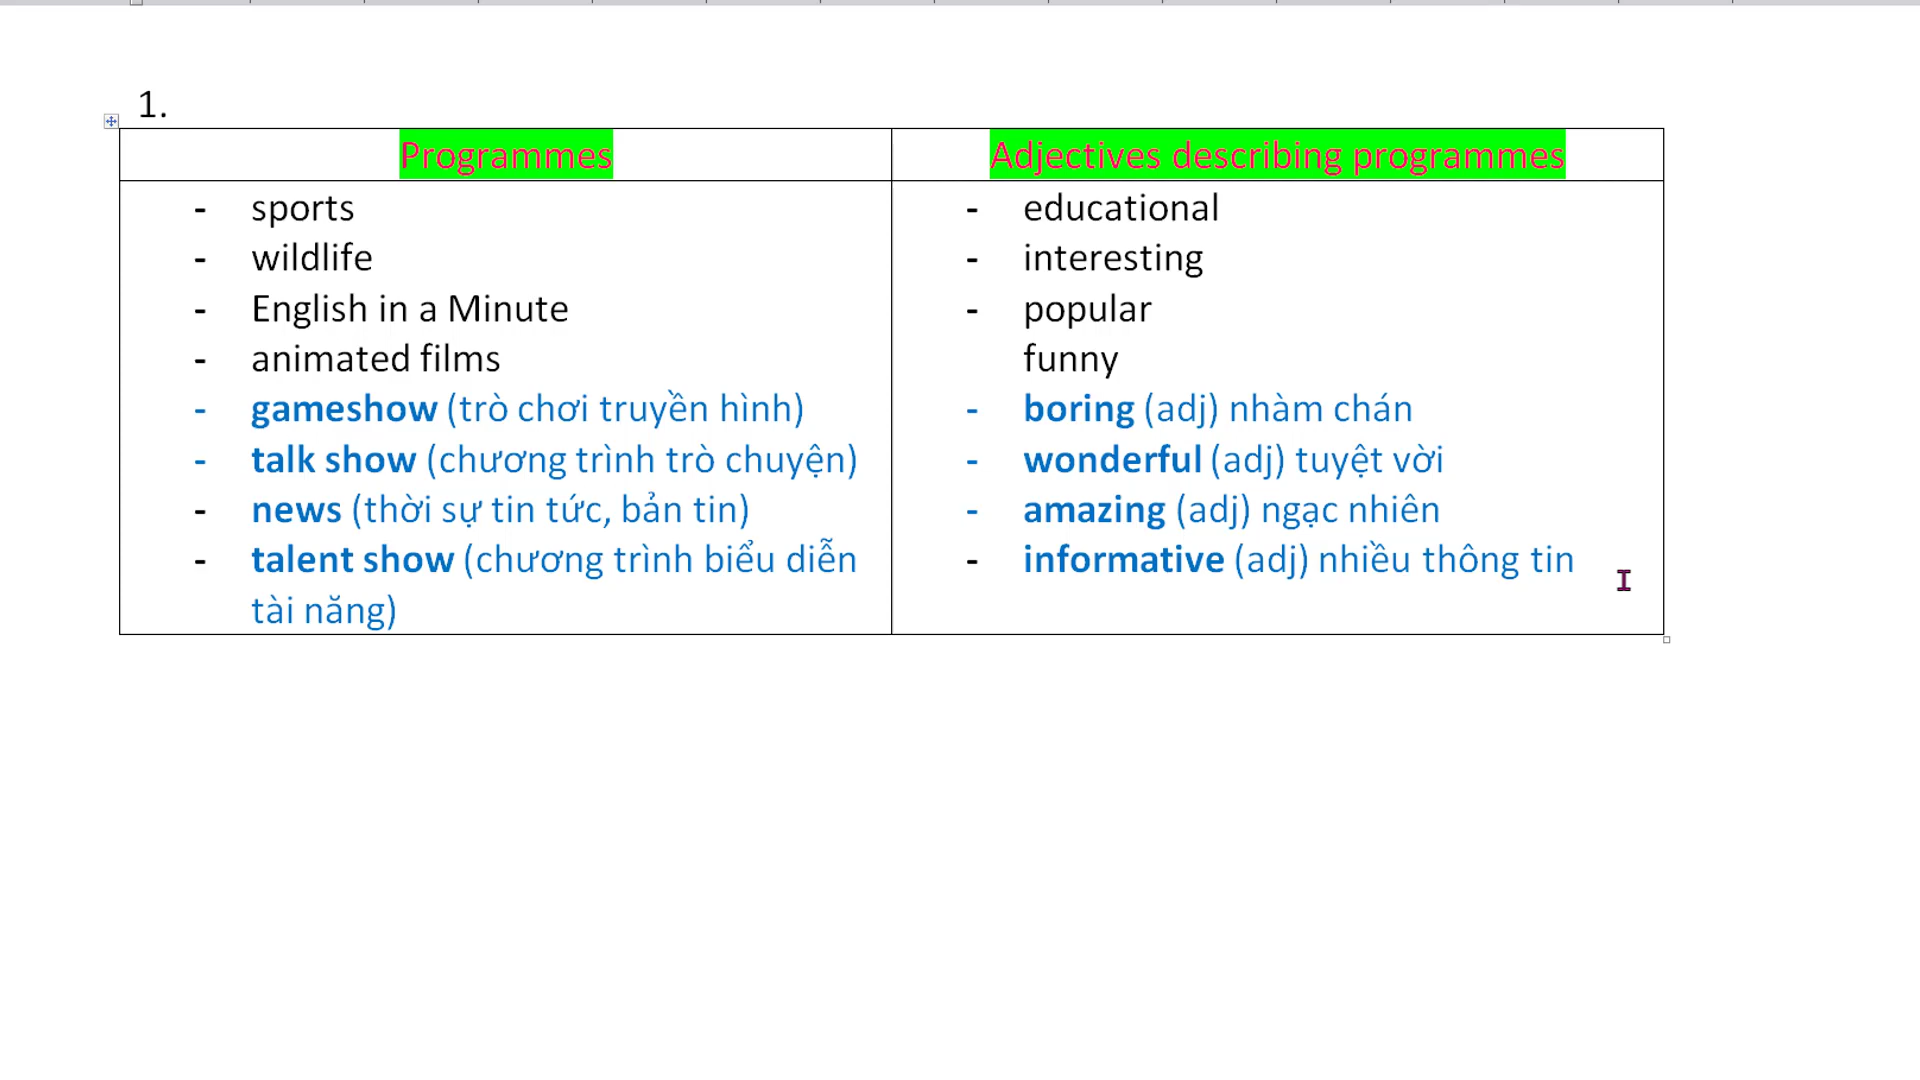 1.
Programmes
Adjectives describing programmes
- sports
- wildlife
- English in a Minute
- animated films
- gameshow (trò chơi truyền hình)
- talk show (chương trình trò chuyện)
- news (thời sự tin tức, bản tin)
- talent show (chương trình biểu diễn
tài năng)
- educational
- interesting
- popular
funny
- boring (adj) nhàm chán
- wonderful (adj) tuyệt vời
- amazing (adj) ngạc nhiên
- informative (adj) nhiều thông tin